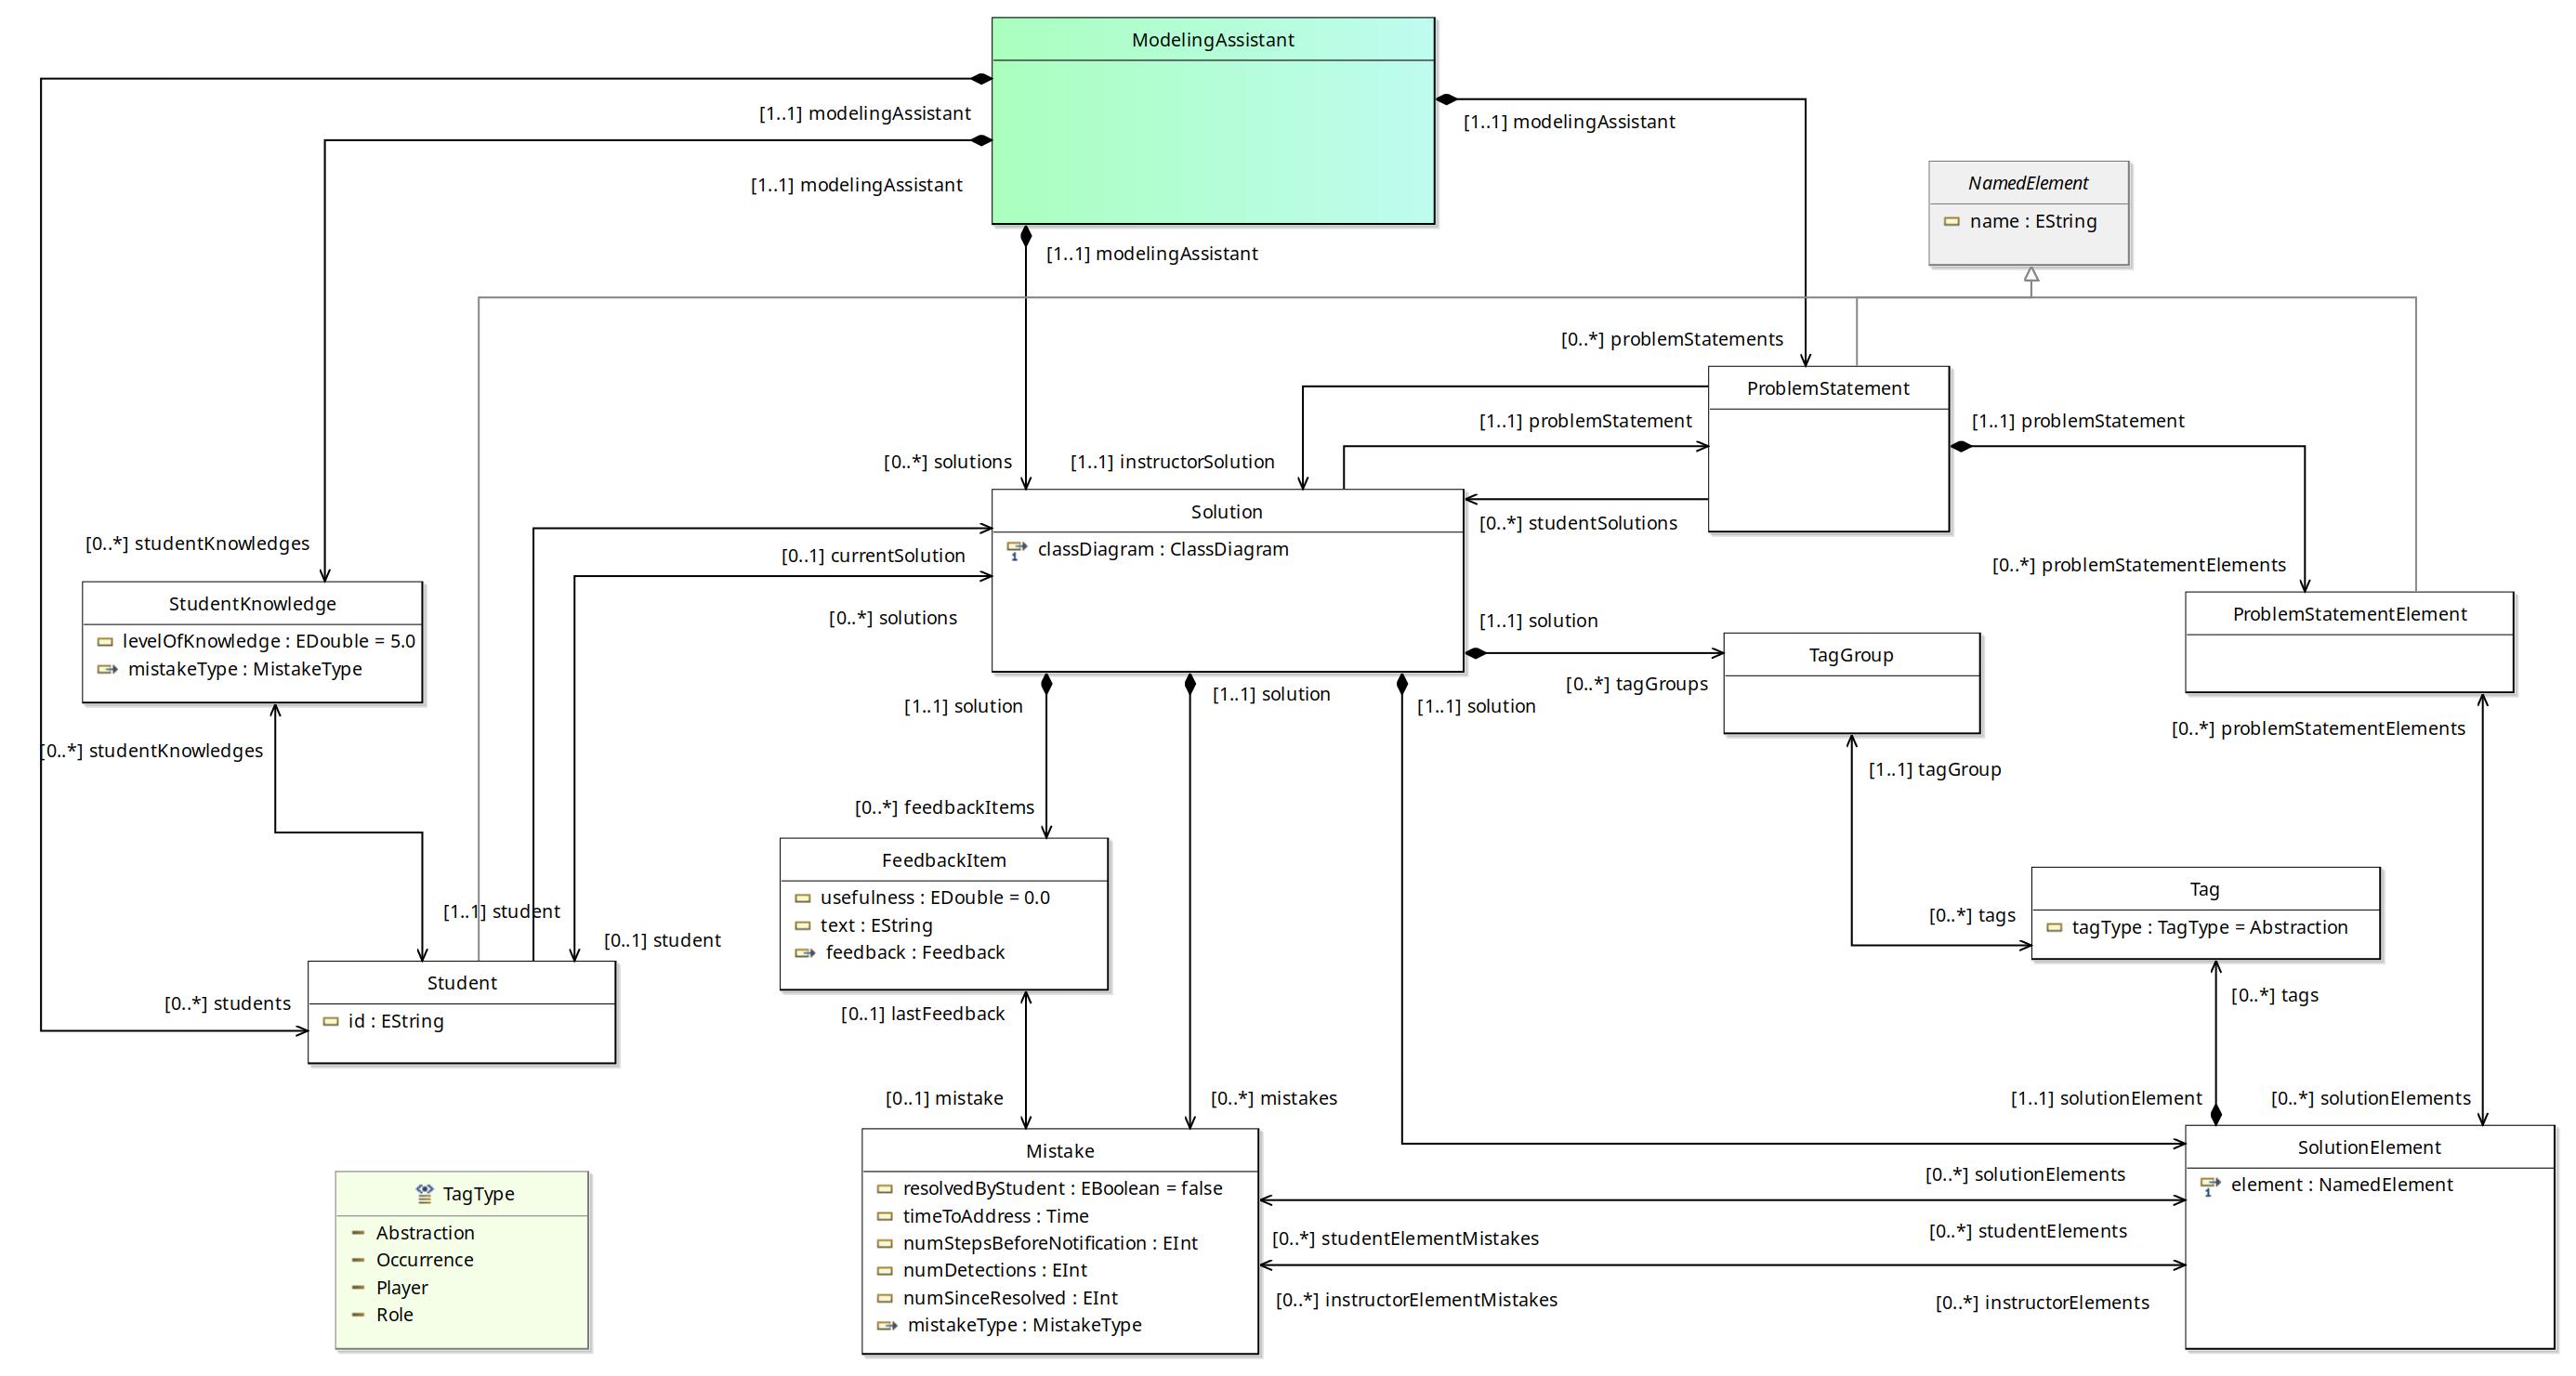 ModelingAssistant
[1..1] modelingAssistant
[1..1] modelingAssistant
[1..1] modelingAssistant
[1..1] modelingAssistant
NamedElement
name : EString
[0..*] problemStatements
ProblemStatement
[1..1] problemStatement
[1..1] problemStatement
[0..*] solutions
[1..1] instructorSolution
Solution
classDiagram : ClassDiagram
[0..*] studentSolutions
[0..*] studentKnowledges
[0..1] currentSolution
[0..*] problemStatementElements
StudentKnowledge
levelOfKnowledge : EDouble = 5.0
mistakeType : MistakeType
[0..*] solutions
[1..1] solution
ProblemStatementElement
TagGroup
[0..*] tagGroups
[1..1] solution
[1..1] solution
[1..1] solution
[0..*] problemStatementElements
[0..*] studentKnowledges
[1..1] tagGroup
[0..*] feedbackItems
FeedbackItem
usefulness : EDouble = 0.0
text : EString
feedback : Feedback
Tag
tagType : TagType = Abstraction
[0..*] tags
[1..1] student
[0..1] student
Student
id : EString
[0..*] students
[0..*] tags
[0..1] lastFeedback
[0..1] mistake
[0..*] mistakes
[1..1] solutionElement
[0..*] solutionElements
Mistake
resolvedByStudent : EBoolean = false
timeToAddress : Time
numStepsBeforeNotification : EInt
numDetections : EInt
numSinceResolved : EInt
mistakeType : MistakeType
SolutionElement
1 element : NamedElement
[0..*] solutionElements
[0..*] studentElementMistakes
[0..*] studentElements
[0..*] instructorElementMistakes
[0..*] instructorElements
TagType
Abstraction
Occurrence
Player
Role